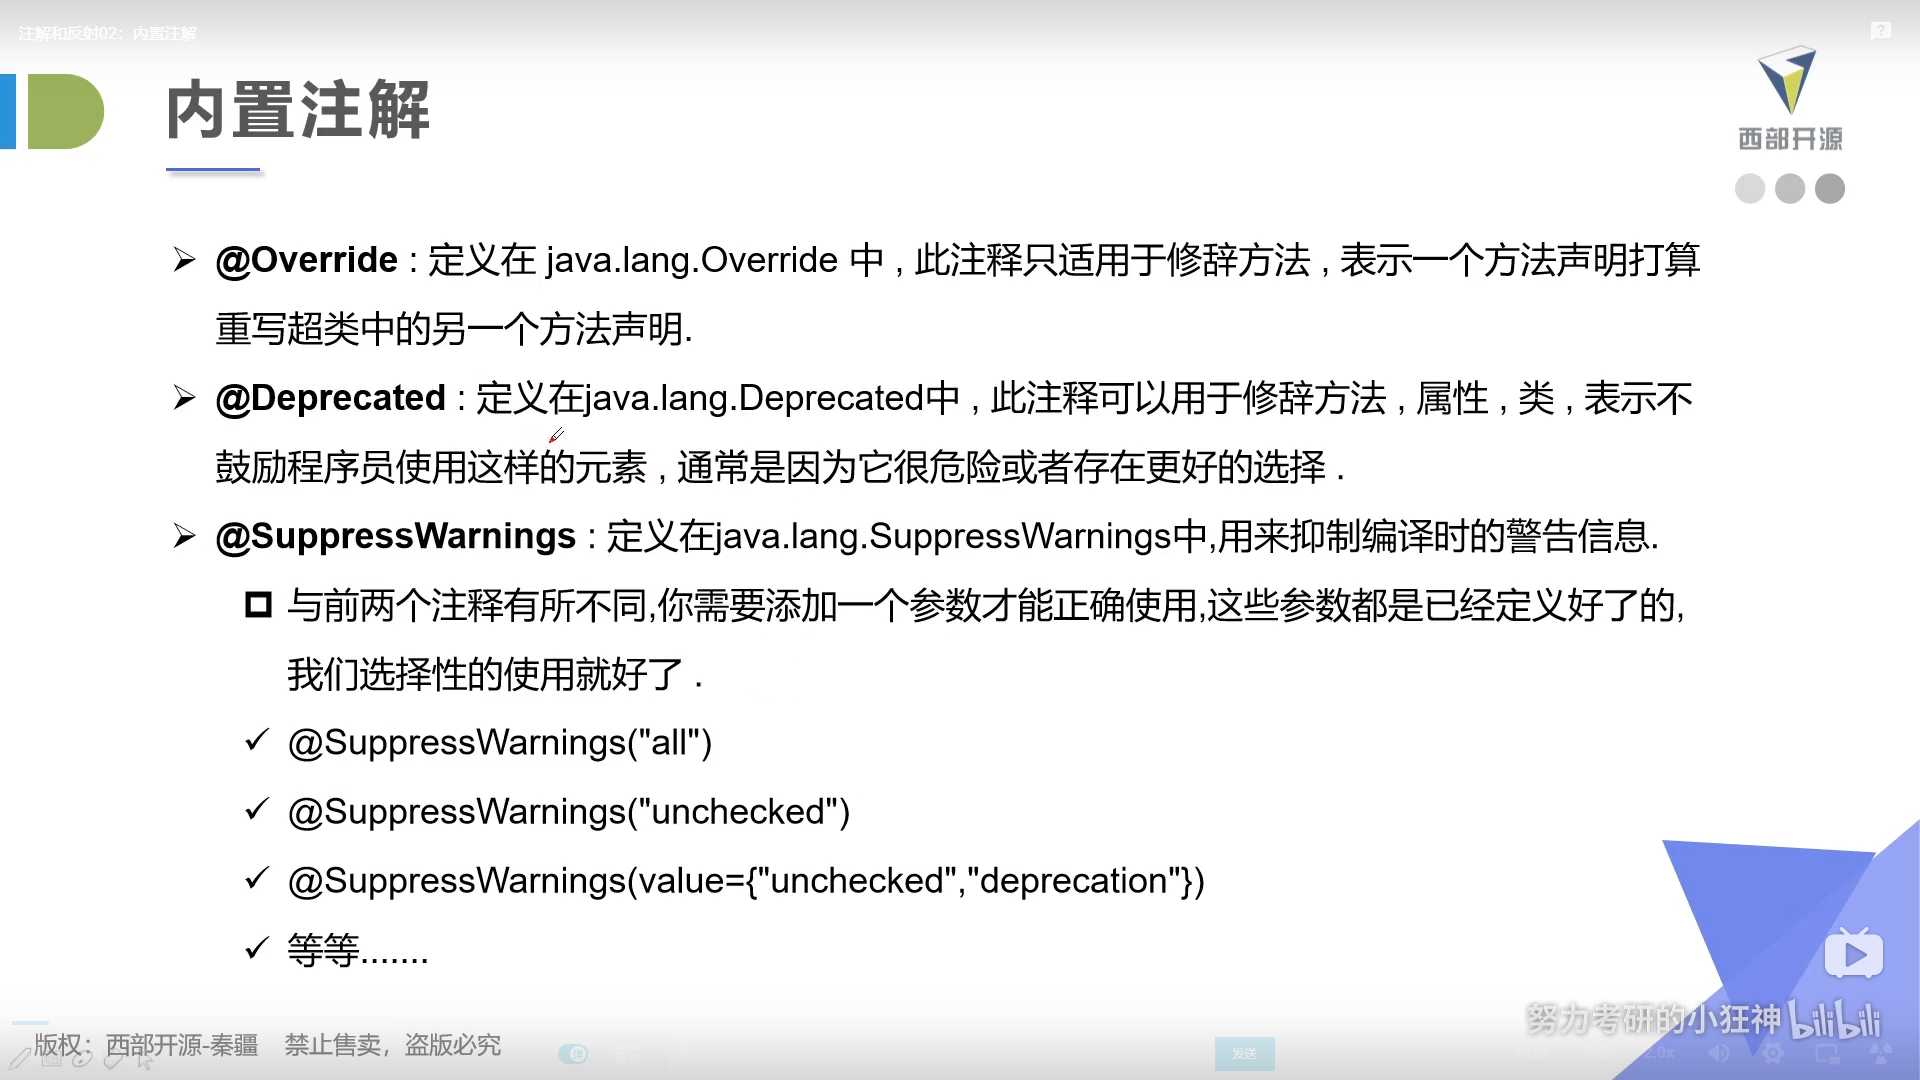 注解和反射02：内置注解
内置注解
西部开源
@Override : 定义在 java.lang.Override 中 , 此注释只适用于修辞方法 , 表示一个方法声明打算
重写超类中的另一个方法声明.
@Deprecated : 定义在java.lang.Deprecated中 , 此注释可以用于修辞方法 , 属性 , 类 , 表示不
鼓励程序员使用这样的元素 , 通常是因为它很危险或者存在更好的选择 .
@SuppressWarnings : 定义在java.lang.SuppressWarnings中,用来抑制编译时的警告信息.
与前两个注释有所不同,你需要添加一个参数才能正确使用,这些参数都是已经定义好了的,
我们选择性的使用就好了 .
@SuppressWarnings("all")
@SuppressWarnings("unchecked")
@SuppressWarnings(value={"unchecked","deprecation"})
等等.......
努力考研的小狂神 bilibili
版权：西部开源-秦疆 禁止售卖，盗版必究
发送
2.0x